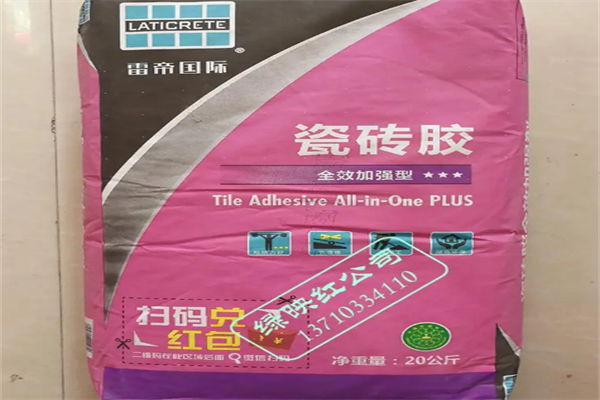 LATICRETE
®
雷帝国际
瓷砖胶
全效加强型 ★★★
Tile Adhesive All-in-One PLUS
扫码兑
红包
绿映红公司
13710334110
净重量：20公斤